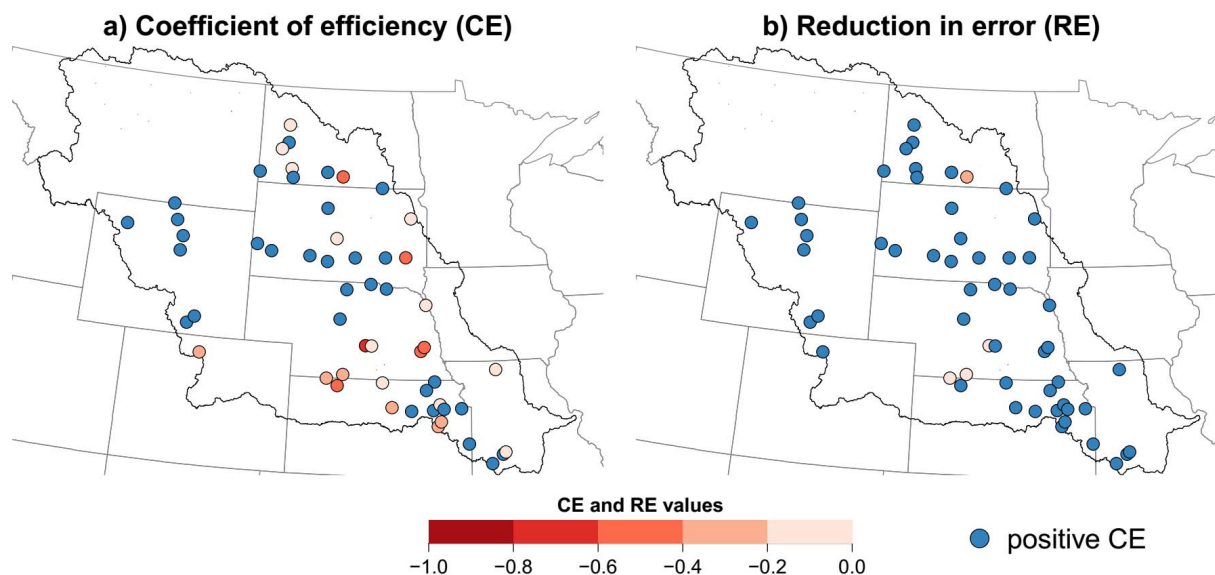 a) Coefficient of efficiency (CE)
b) Reduction in error (RE)
CE and RE values
−1.0 −0.8 −0.6 −0.4 −0.2 0.0
positive CE